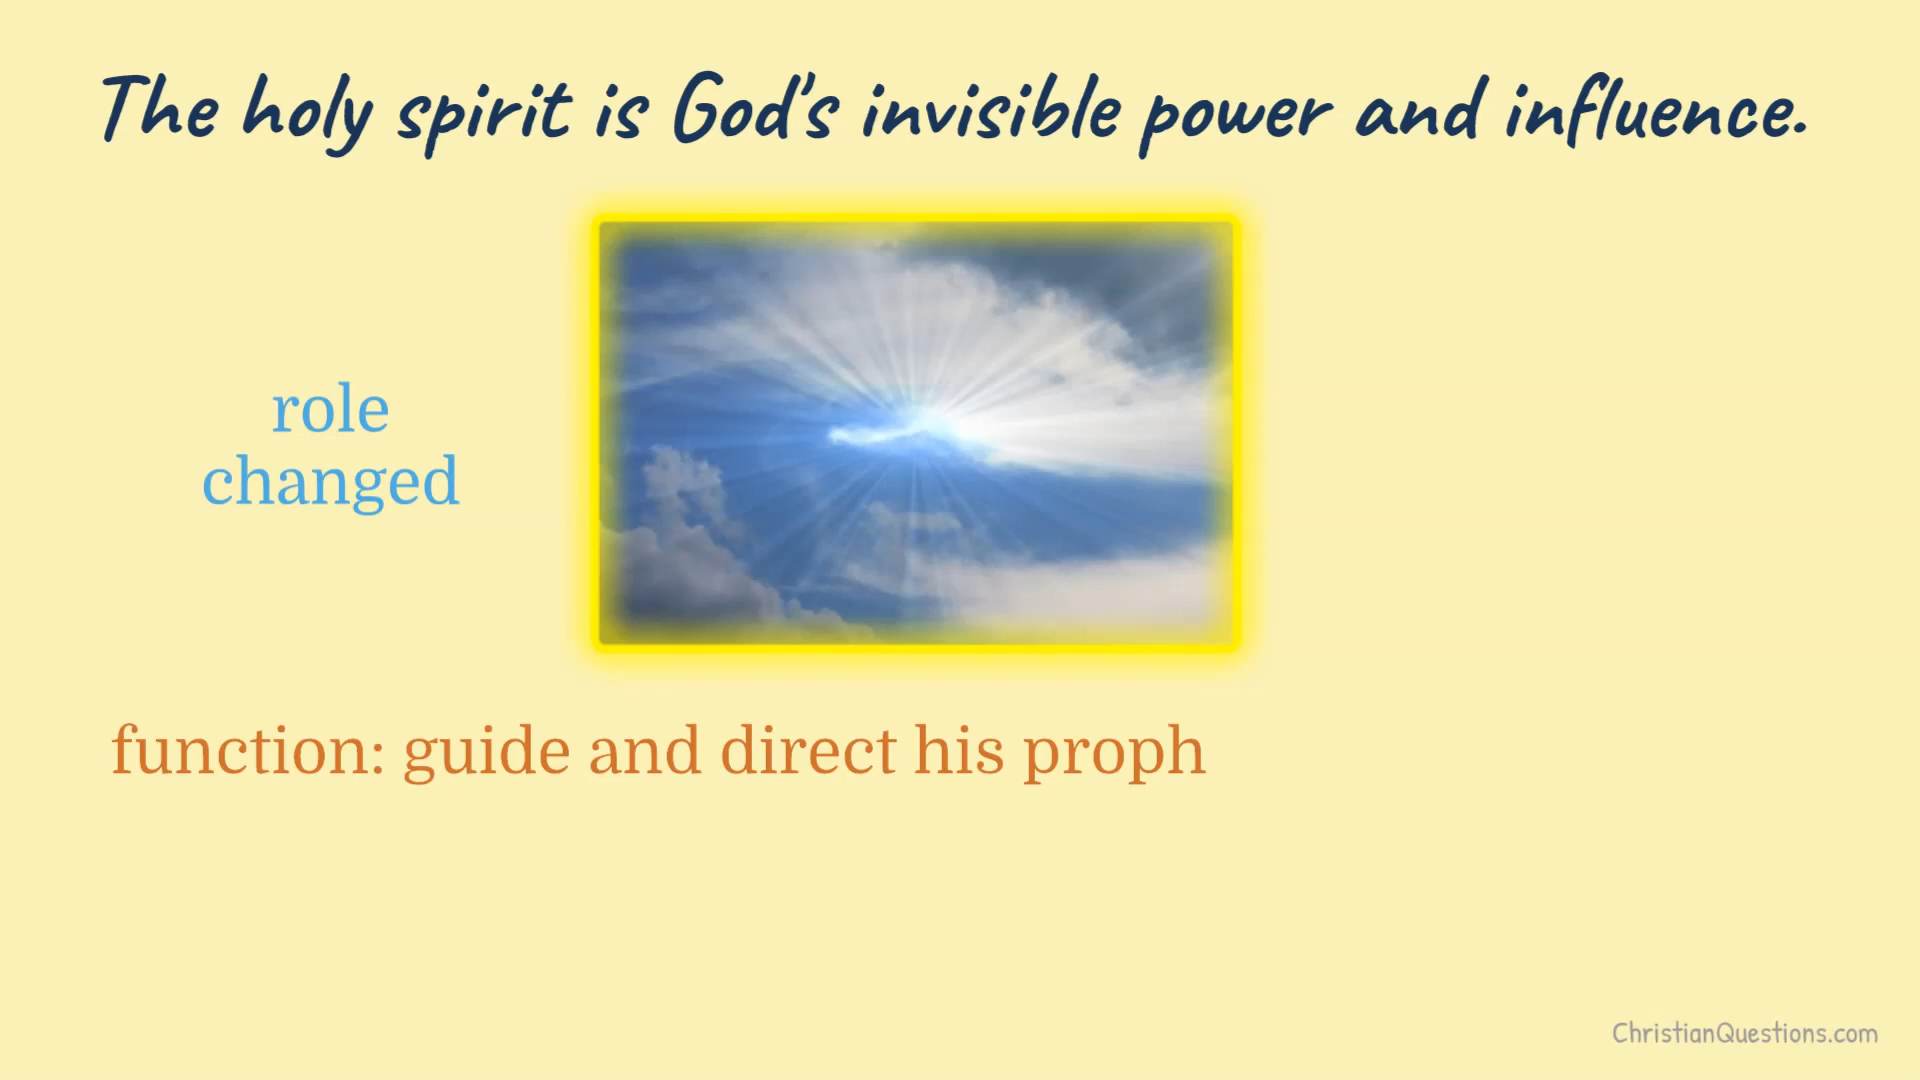 The holy spirit is God's invisible power and influence.
role
changed
function: guide and direct his proph
ChristianQuestions.com